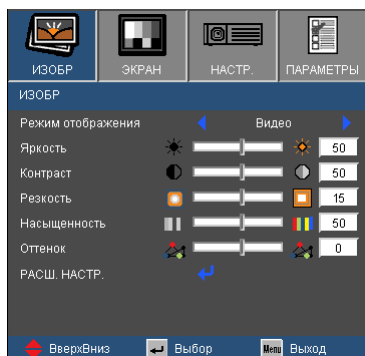 ИЗОБР ЭКРАН НАСТР. ПАРАМЕТРЫ
ИЗОБР
Режим отображения Видео
Яркость 50
Контраст 50
Резкость 15
Насыщенность 50
Оттенок 0
РАСШ. НАСТР.
ВверхВниз Выбор Menu Выход